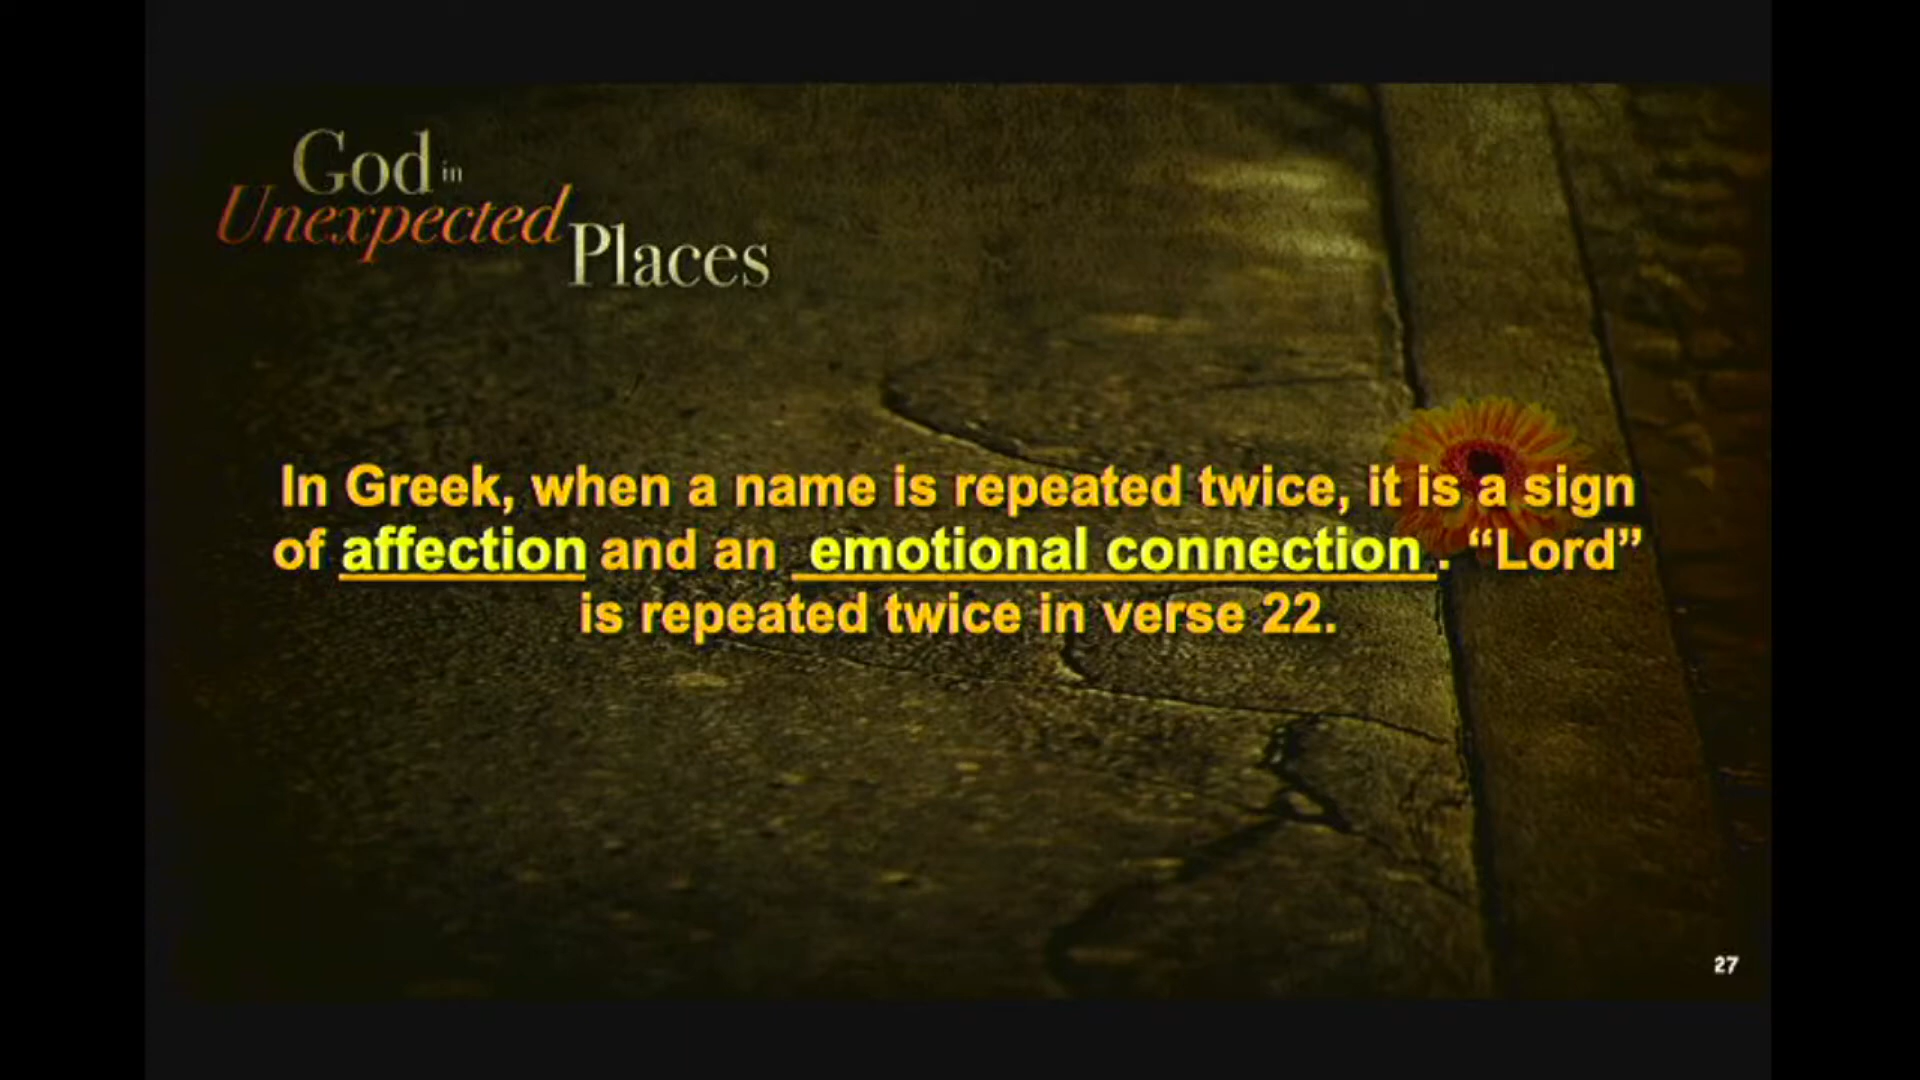 God in
Unexpected
Places
In Greek, when a name is repeated twice, it is a sign
of affection and an emotional connection. “Lord”
is repeated twice in verse 22.
27